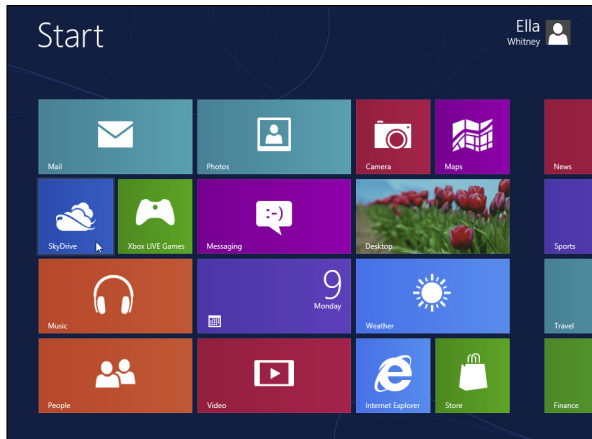 Start
Ella
Whitney
Mail
Photos
Camera
Maps
News
SkyDrive
Xbox LIVE Games
Messaging
:-)
Desktop
Sports
Music
9
Monday
Weather
Travel
People
Video
Internet Explorer
Store
Finance